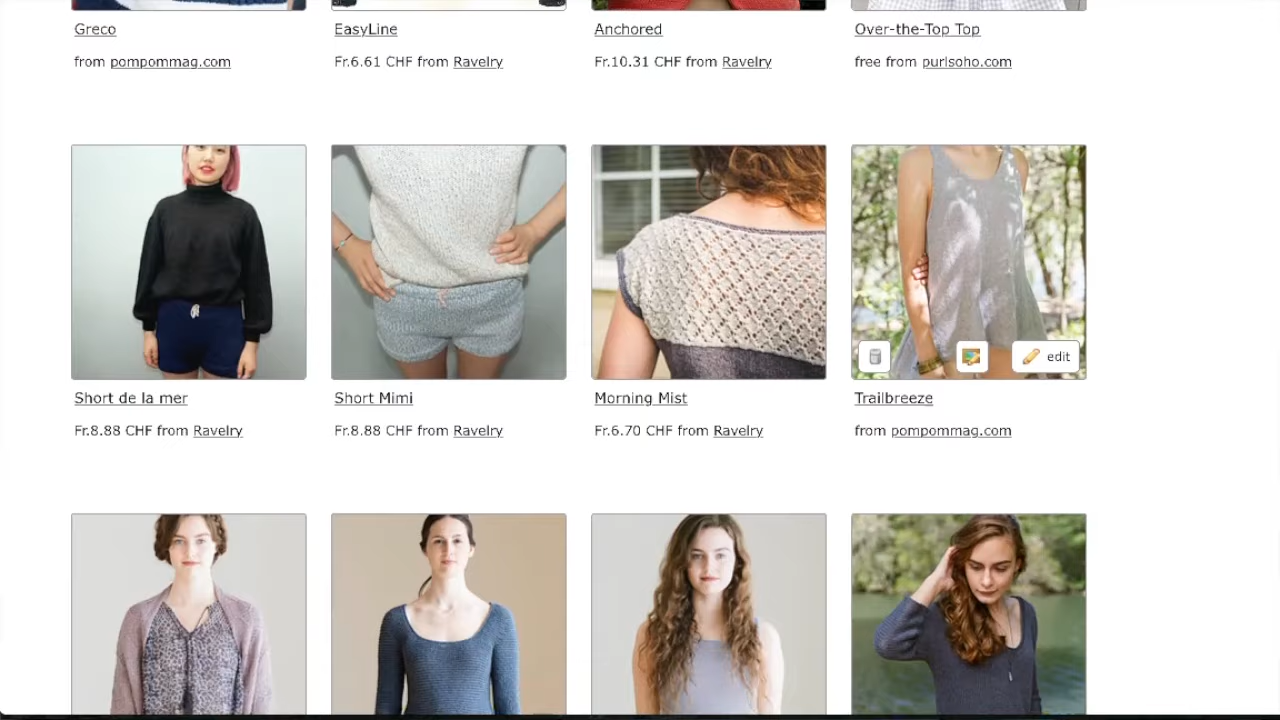 Greco EasyLine Anchored Over-the-Top Top
from pompommag.com Fr.6.61 CHF from Ravelry Fr.10.31 CHF from Ravelry free from purlsoho.com
edit
Short de la mer Short Mimi Morning Mist Trailbreeze
Fr.8.88 CHF from Ravelry Fr.8.88 CHF from Ravelry Fr.6.70 CHF from Ravelry from pompommag.com